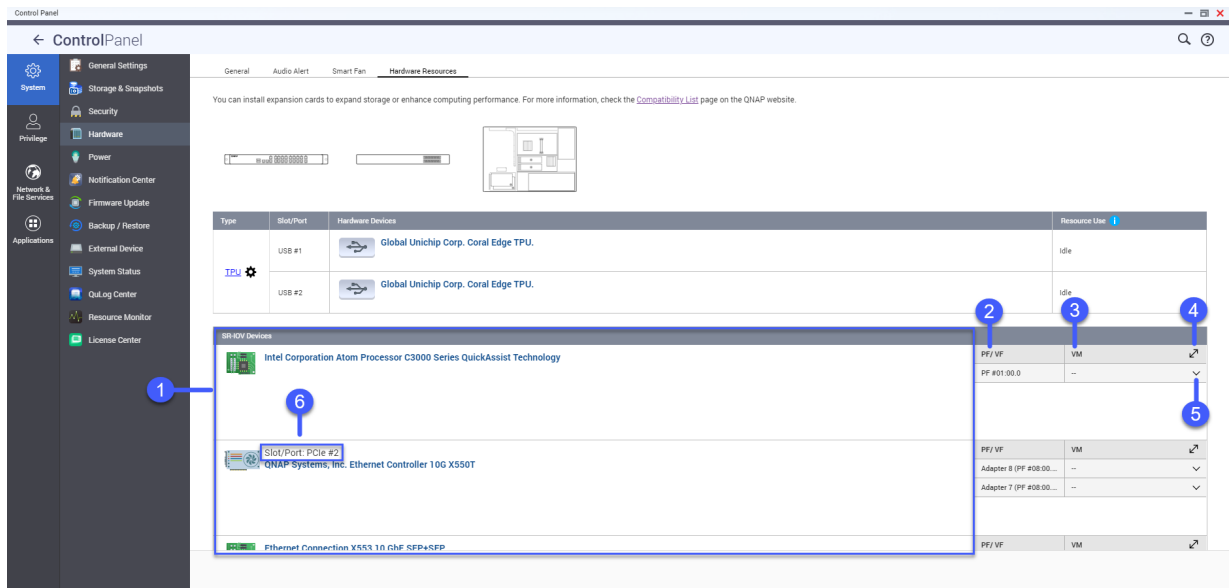 Control Panel
ControlPanel
System
Privilege
Network &
File Services
Applications
General Settings
Storage & Snapshots
Security
Hardware
Power
Notification Center
Firmware Update
Backup / Restore
External Device
System Status
QuLog Center
Resource Monitor
License Center
General Audio Alert Smart Fan Hardware Resources
You can install expansion cards to expand storage or enhance computing performance. For more information, check the Compatibility List page on the QNAP website.
Type Slot/Port Hardware Devices Resource Use i
TPU
USB #1 Global Unichip Corp. Coral Edge TPU. Idle
USB #2 Global Unichip Corp. Coral Edge TPU. Idle
2 3 4
SR-IOV Devices
Intel Corporation Atom Processor C3000 Series QuickAssist Technology
PF/ VF VM
PF #01:00.0 --
1
6
5
Slot/Port: PCIe #2
QNAP Systems, Inc. Ethernet Controller 10G X550T
PF/ VF VM
Adapter 8 (PF #08:00.... --
Adapter 7 (PF #08:00.... --
Ethernet Connection X553 10 GbE SFP+SFP
PF/ VF VM